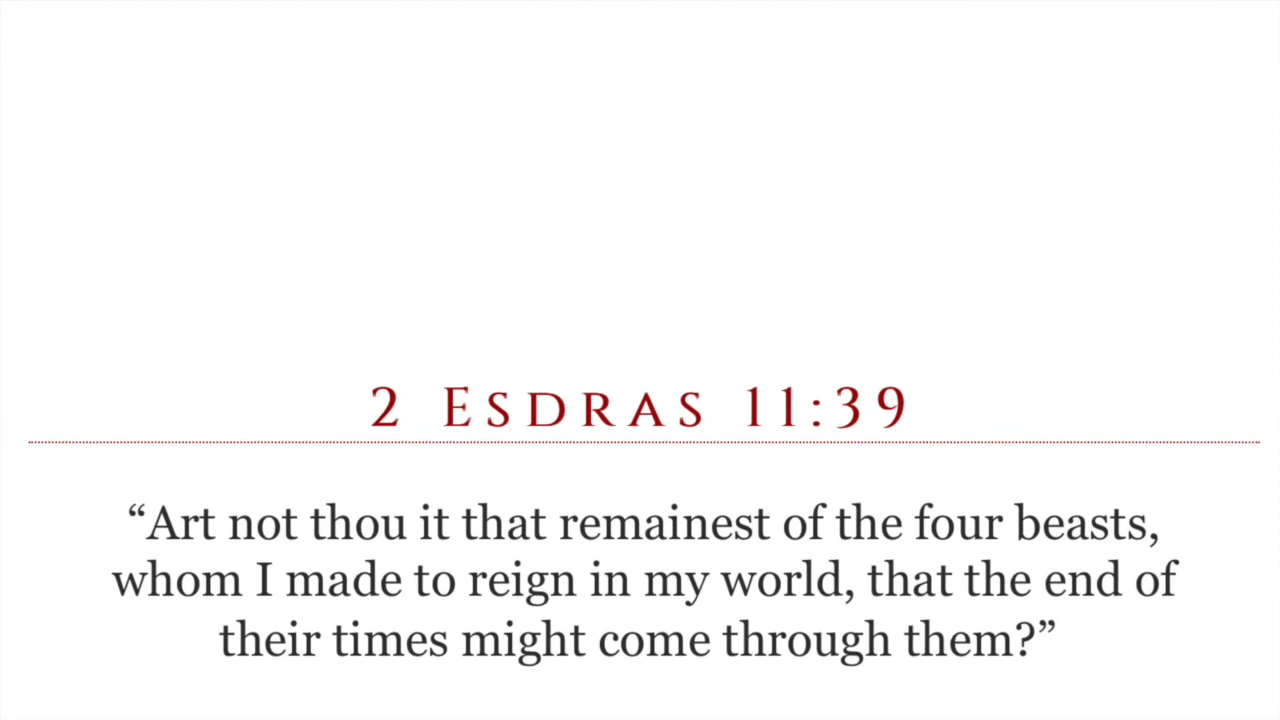 2 Esdras 11:39
“Art not thou it that remainest of the four beasts,
whom I made to reign in my world, that the end of
their times might come through them?”